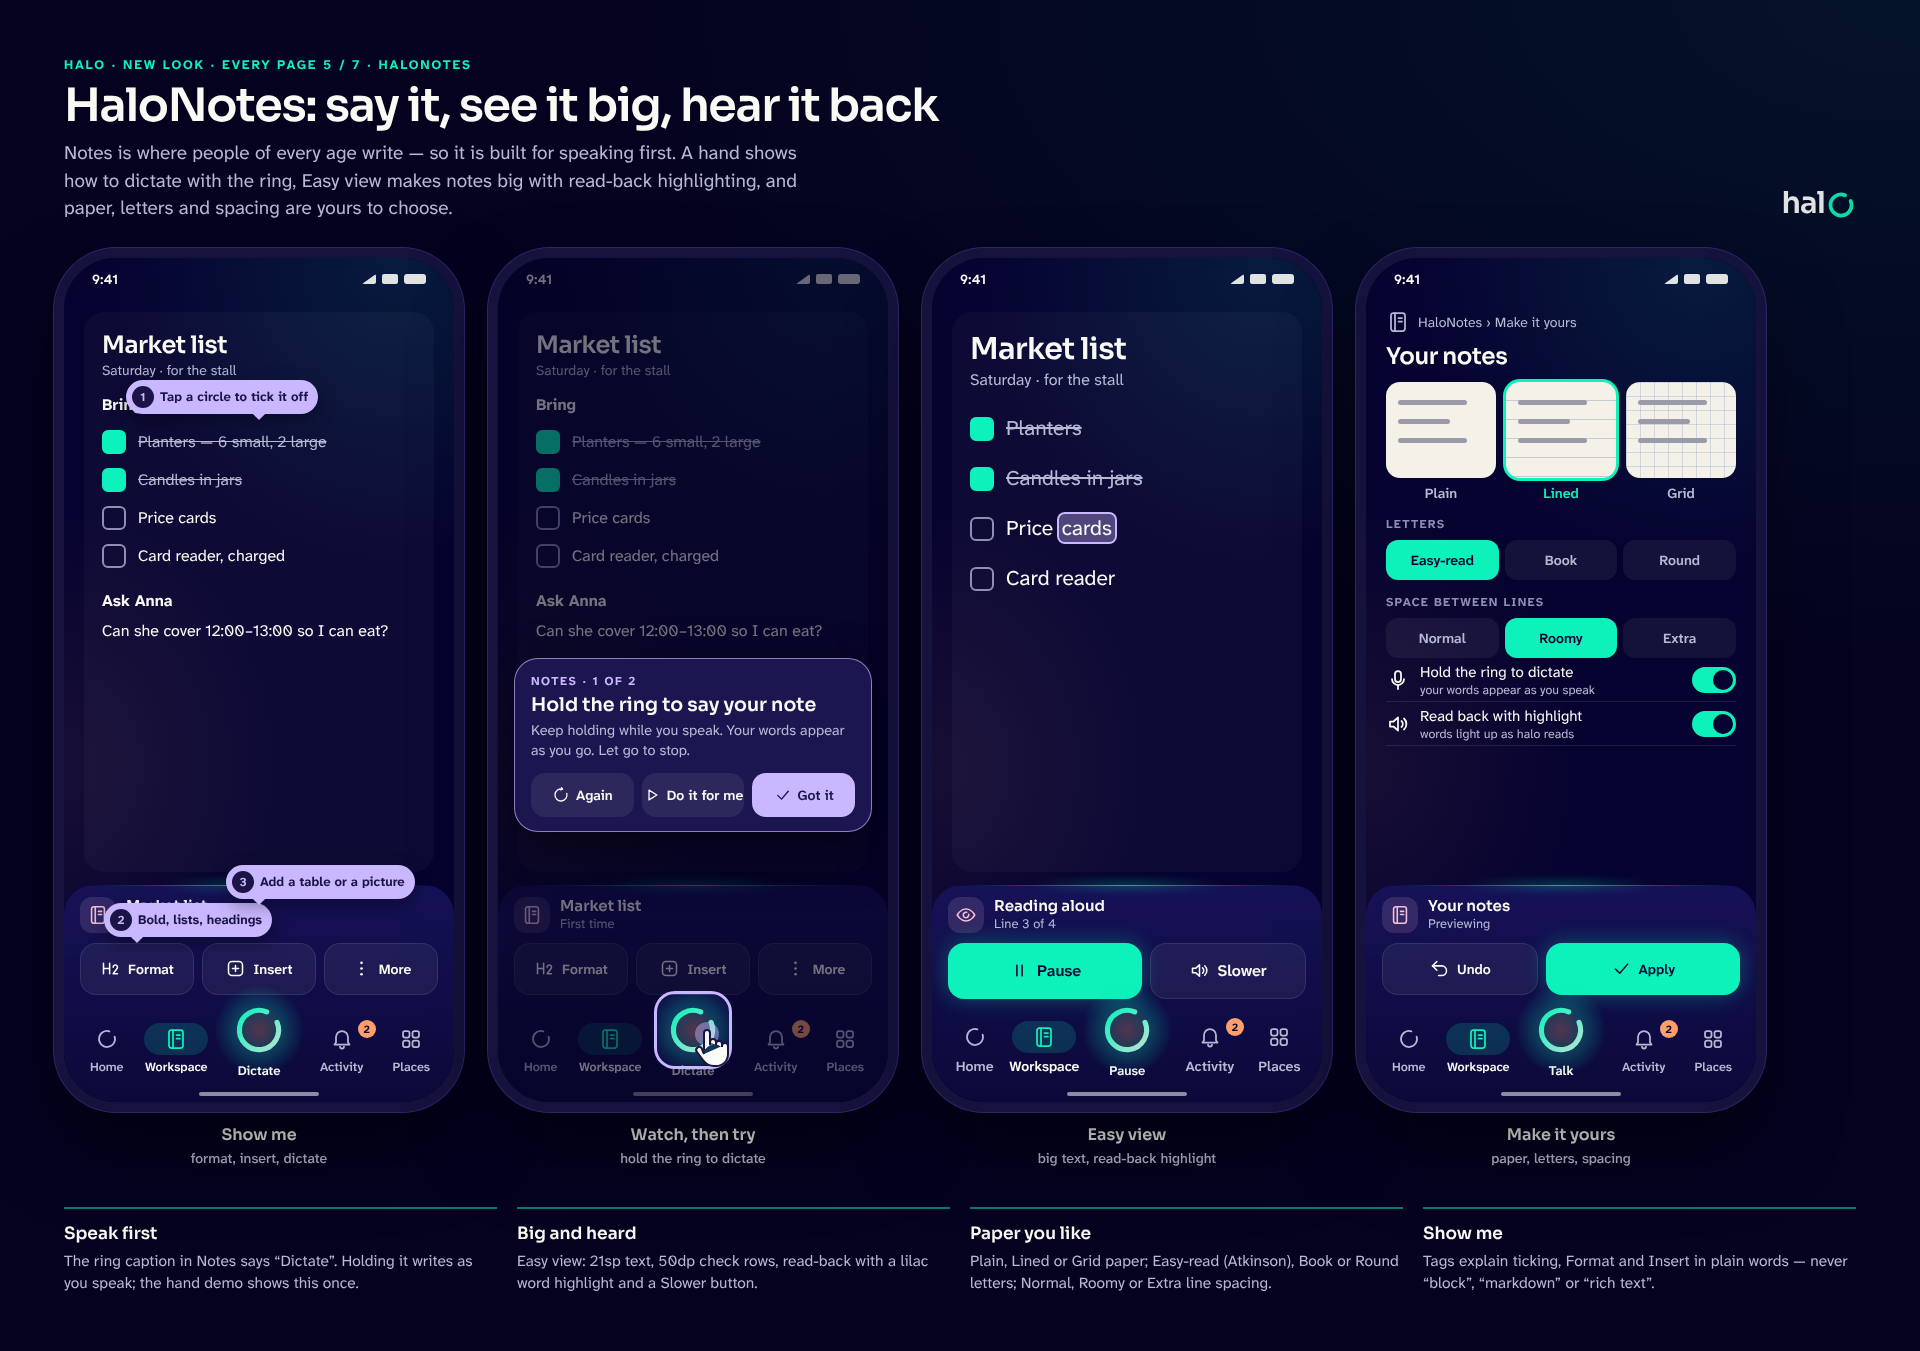 HALO · NEW LOOK · EVERY PAGE 5 / 7 · HALONOTES
HaloNotes: say it, see it big, hear it back
Notes is where people of every age write — so it is built for speaking first. A hand shows
how to dictate with the ring, Easy view makes notes big with read-back highlighting, and
paper, letters and spacing are yours to choose.
halo
9:41
Market list
Saturday · for the stall
1 Tap a circle to tick it off
Planters — 6 small, 2 large
Candles in jars
Price cards
Card reader, charged
Ask Anna
Can she cover 12:00–13:00 so I can eat?
3 Add a table or a picture
Market list
2 Bold, lists, headings
H2 Format
Insert
More
Home
Workspace
Dictate
2
Activity
Places
Show me
format, insert, dictate
9:41
Market list
Saturday · for the stall
Bring
Planters — 6 small, 2 large
Candles in jars
Price cards
Card reader, charged
Ask Anna
Can she cover 12:00–13:00 so I can eat?
NOTES · 1 OF 2
Hold the ring to say your note
Keep holding while you speak. Your words appear
as you go. Let go to stop.
Again
Do it for me
Got it
Market list
First time
H2 Format
Insert
More
Home
Workspace
Dictate
2
Activity
Places
Watch, then try
hold the ring to dictate
9:41
Market list
Saturday · for the stall
Planters
Candles in jars
Price cards
Card reader
Reading aloud
Line 3 of 4
Pause
Slower
Home
Workspace
Pause
2
Activity
Places
Easy view
big text, read-back highlight
9:41
HaloNotes › Make it yours
Your notes
Plain
Lined
Grid
LETTERS
Easy-read
Book
Round
SPACE BETWEEN LINES
Normal
Roomy
Extra
Hold the ring to dictate
your words appear as you speak
Read back with highlight
words light up as halo reads
Your notes
Previewing
Undo
Apply
Home
Workspace
Talk
2
Activity
Places
Make it yours
paper, letters, spacing
Speak first
The ring caption in Notes says “Dictate”. Holding it writes as
you speak; the hand demo shows this once.
Big and heard
Easy view: 21sp text, 50dp check rows, read-back with a lilac
word highlight and a Slower button.
Paper you like
Plain, Lined or Grid paper; Easy-read (Atkinson), Book or Round
letters; Normal, Roomy or Extra line spacing.
Show me
Tags explain ticking, Format and Insert in plain words — never
“block”, “markdown” or “rich text”.